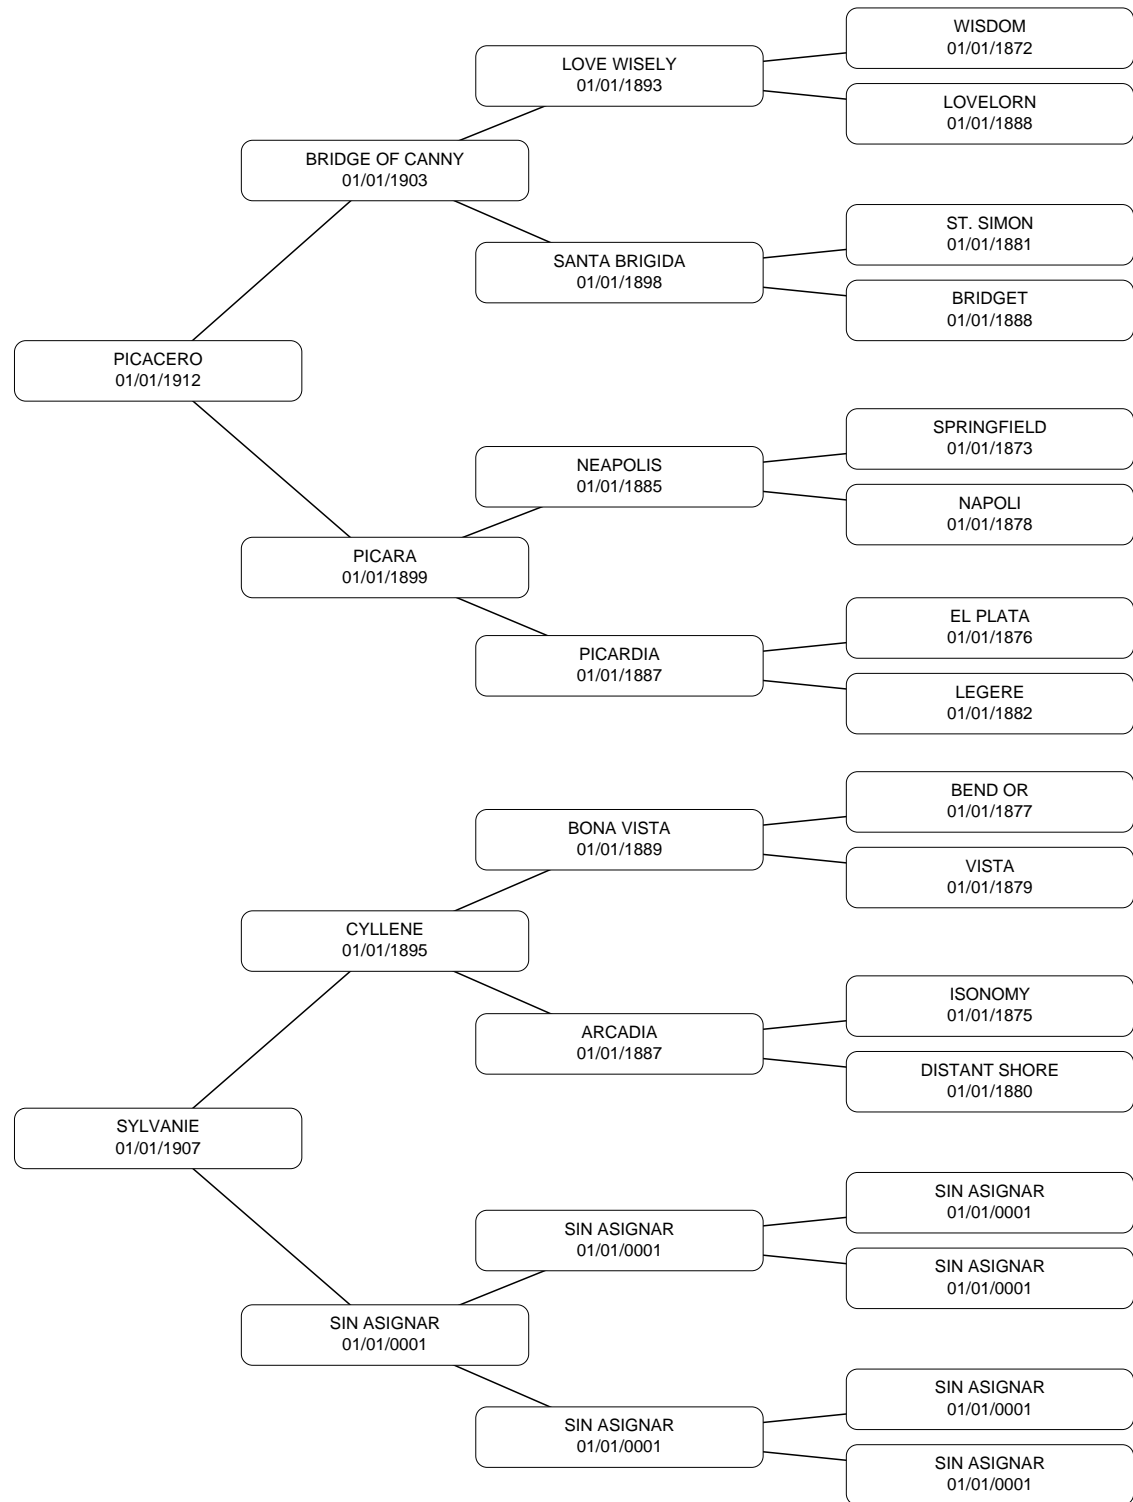 WISDOM
01/01/1872
LOVE WISELY
01/01/1893
LOVELORN
01/01/1888
BRIDGE OF CANNY
01/01/1903
ST. SIMON
01/01/1881
SANTA BRIGIDA
01/01/1898
BRIDGET
01/01/1888
PICACERO
01/01/1912
SPRINGFIELD
01/01/1873
NEAPOLIS
01/01/1885
NAPOLI
01/01/1878
PICARA
01/01/1899
EL PLATA
01/01/1876
PICARDIA
01/01/1887
LEGERE
01/01/1882
BEND OR
01/01/1877
BONA VISTA
01/01/1889
VISTA
01/01/1879
CYLLENE
01/01/1895
ISONOMY
01/01/1875
ARCADIA
01/01/1887
DISTANT SHORE
01/01/1880
SYLVANIE
01/01/1907
SIN ASIGNAR
01/01/0001
SIN ASIGNAR
01/01/0001
SIN ASIGNAR
01/01/0001
SIN ASIGNAR
01/01/0001
SIN ASIGNAR
01/01/0001
SIN ASIGNAR
01/01/0001
SIN ASIGNAR
01/01/0001